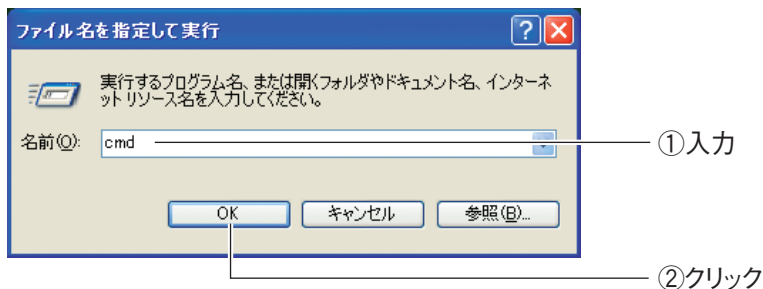 ファイル名を指定して実行
実行するプログラム名、または開くフォルダやドキュメント名、インターネ
ット リソース名を入力してください。
名前(O): cmd
①入力
OK キャンセル 参照(B)...
②クリック